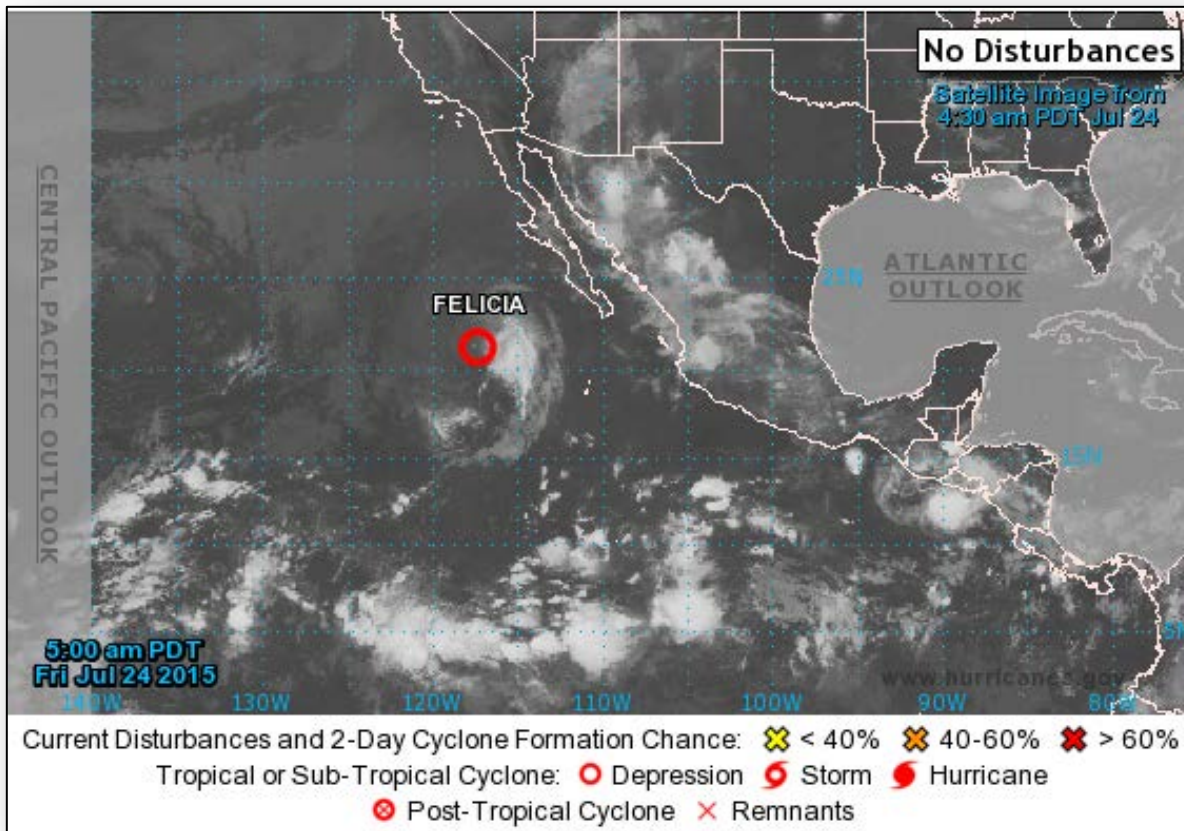 No Disturbances
Satellite Image from
4:30 am PDT Jul 24
CENTRAL PACIFIC OUTLOOK
ATLANTIC
OUTLOOK
25N
FELICIA
15N
5N
5:00 am PDT
Fri Jul 24 2015
www.hurricanes.gov
140W 130W 120W 110W 100W 90W 80W
Current Disturbances and 2-Day Cyclone Formation Chance: < 40% 40-60% > 60%
Tropical or Sub-Tropical Cyclone: Depression Storm Hurricane
Post-Tropical Cyclone Remnants